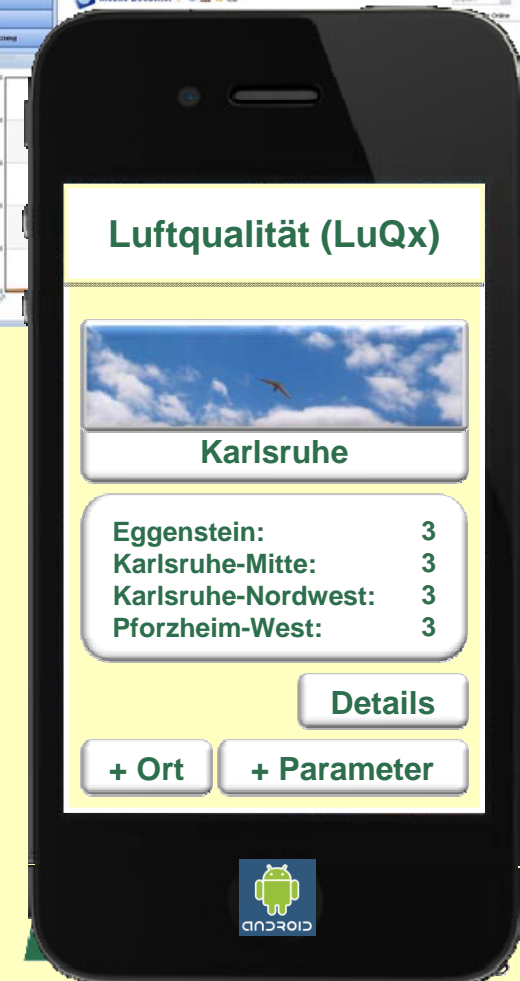 Luftqualität (LuQx)
Karlsruhe
Eggenstein: 3
Karlsruhe-Mitte: 3
Karlsruhe-Nordwest: 3
Pforzheim-West: 3
Details
+ Ort + Parameter
ANDROID